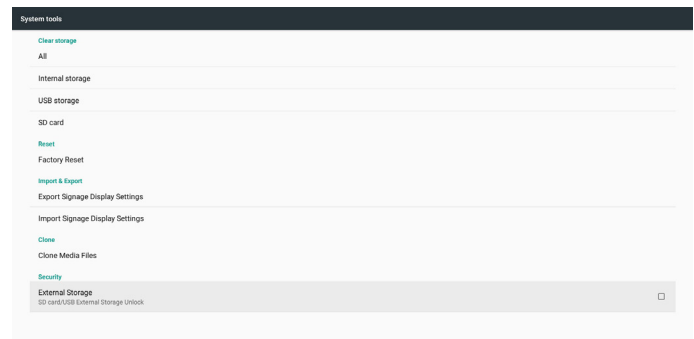 System tools
Clear storage
All
Internal storage
USB storage
SD card
Reset
Factory Reset
Import & Export
Export Signage Display Settings
Import Signage Display Settings
Clone
Clone Media Files
Security
External Storage
SD card/USB External Storage Unlock